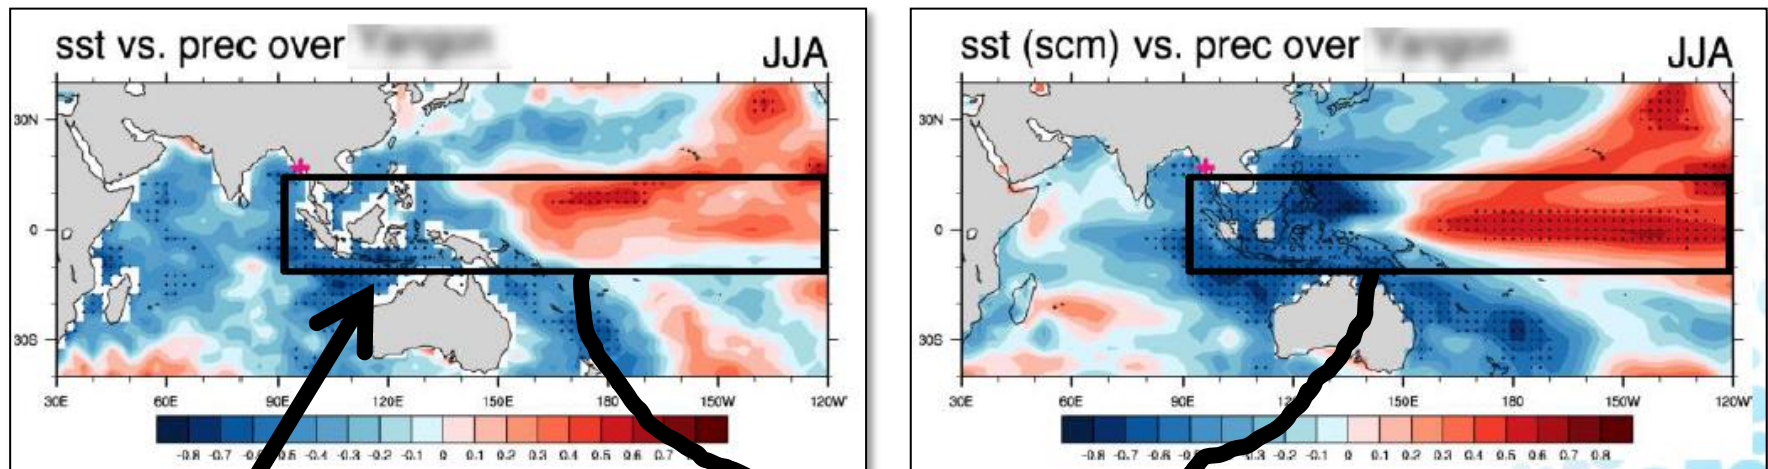 sst vs. prec over
JJA
30N
0
30S
30E 60E 90E 120E 150E 180 150W 120W
-0.8 -0.7 -0.4 -0.3 -0.2 -0.1 0 0.1 0.2 0.3 0.4 0.5 0.6
sst (scm) vs. prec over
JJA
30N
0
30S
30E 60E 90E 120E 150E 180 150W 120W
-0.8 -0.7 -0.6 -0.4 -0.3 -0.2 -0.1 0 0.1 0.2 0.3 0.4 0.5 0.6 0.7 0.8